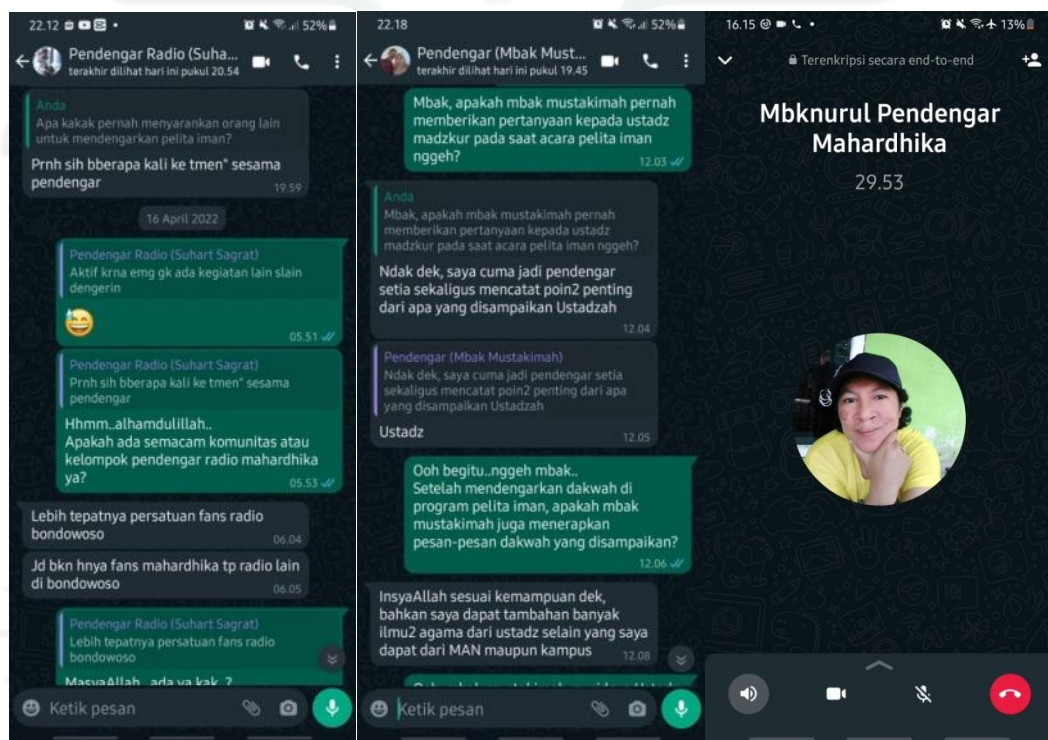 22.12
52%
Pendengar Radio (Suha...
terakhir dilihat hari ini pukul 20.54
Anda
Apa kakak pernah menyarankan orang lain
untuk mendengarkan pelita iman?
Prnh sih bberapa kali ke tmen" sesama
pendengar
19.59
16 April 2022
Pendengar Radio (Suhart Sagrat)
Aktif krna emg gk ada kegiatan lain slain
dengerin
05.51
Pendengar Radio (Suhart Sagrat)
Prnh sih bberapa kali ke tmen" sesama
pendengar
Hhmm..alhamdulillah..
Apakah ada semacam komunitas atau
kelompok pendengar radio mahardhika
ya?
05.53
Lebih tepatnya persatuan fans radio
bondowoso
06.04
Jd bkn hnya fans mahardhika tp radio lain
di bondowoso
06.05
Pendengar Radio (Suhart Sagrat)
Lebih tepatnya persatuan fans radio
bondowoso
MasyaAllah.. ada ya kak..?
Ketik pesan
22.18
52%
Pendengar (Mbak Must...
terakhir dilihat hari ini pukul 19.45
Mbak, apakah mbak mustakimah pernah
memberikan pertanyaan kepada ustadz
madzkur pada saat acara pelita iman
nggeh?
12.03
Anda
Mbak, apakah mbak mustakimah pernah
memberikan pertanyaan kepada ustadz
madzkur pada saat acara pelita iman nggeh?
Ndak dek, saya cuma jadi pendengar
setia sekaligus mencatat poin2 penting
dari apa yang disampaikan Ustadzah
12.04
Pendengar (Mbak Mustakimah)
Ndak dek, saya cuma jadi pendengar setia
sekaligus mencatat poin2 penting dari apa
yang disampaikan Ustadzah
Ustadz
12.05
Ooh begitu..nggeh mbak..
Setelah mendengarkan dakwah di
program pelita iman, apakah mbak
mustakimah juga menerapkan
pesan-pesan dakwah yang disampaikan?
12.06
InsyaAllah sesuai kemampuan dek,
bahkan saya dapat tambahan banyak
ilmu2 agama dari ustadz selain yang saya
dapat dari MAN maupun kampus
12.08
Ketik pesan
16.15
13%
Terenkripsi secara end-to-end
Mbknurul Pendengar
Mahardhika
29.53